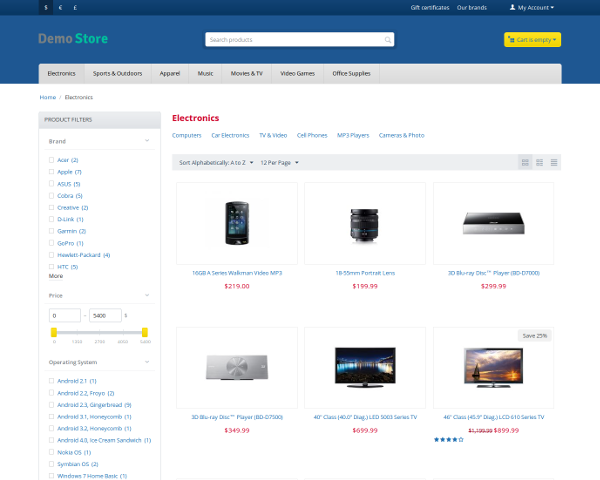 $ € £ Gift certificates Our brands My Account
Demo Store
Search products
Cart is empty
Electronics Sports & Outdoors Apparel Music Movies & TV Video Games Office Supplies
Home / Electronics
PRODUCT FILTERS
Brand
Acer (2)
Apple (7)
ASUS (5)
Cobra (5)
Creative (2)
D-Link (1)
Garmin (2)
GoPro (1)
Hewlett-Packard (4)
HTC (5)
More
Price
0 – 5400 $
0 1350 2700 4050 5400
Operating System
Android 2.1 (1)
Android 2.2, Froyo (2)
Android 2.3, Gingerbread (9)
Android 3.1, Honeycomb (1)
Android 3.2, Honeycomb (1)
Android 4.0, Ice Cream Sandwich (1)
Nokia OS (1)
Symbian OS (2)
Windows 7 Home Basic (1)
Electronics
Computers Car Electronics TV & Video Cell Phones MP3 Players Cameras & Photo
Sort Alphabetically: A to Z 12 Per Page
16GB A Series Walkman Video MP3
$219.00
18-55mm Portrait Lens
$199.99
3D Blu-ray Disc™ Player (BD-D7000)
$299.99
3D Blu-ray Disc™ Player (BD-D7500)
$349.99
40" Class (40.0" Diag.) LED 5003 Series TV
$699.99
Save 25%
46" Class (45.9" Diag.) LCD 610 Series TV
$1,199.99 $899.99